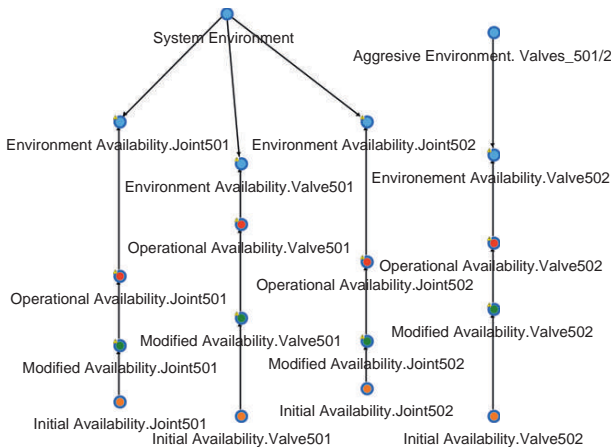 System Environment
Aggresive Environment. Valves_501/2
Environment Availability.Joint501
Environment Availability.Joint502
Environment Availability.Valve501
Environement Availability.Valve502
Operational Availability.Valve501
Operational Availability.Valve502
Operational Availability.Joint501
Operational Availability.Joint502
Modified Availability.Valve501
Modified Availability.Valve502
Modified Availability.Joint501
Modified Availability.Joint502
Initial Availability.Joint501
Initial Availability.Joint502
Initial Availability.Valve501
Initial Availability.Valve502